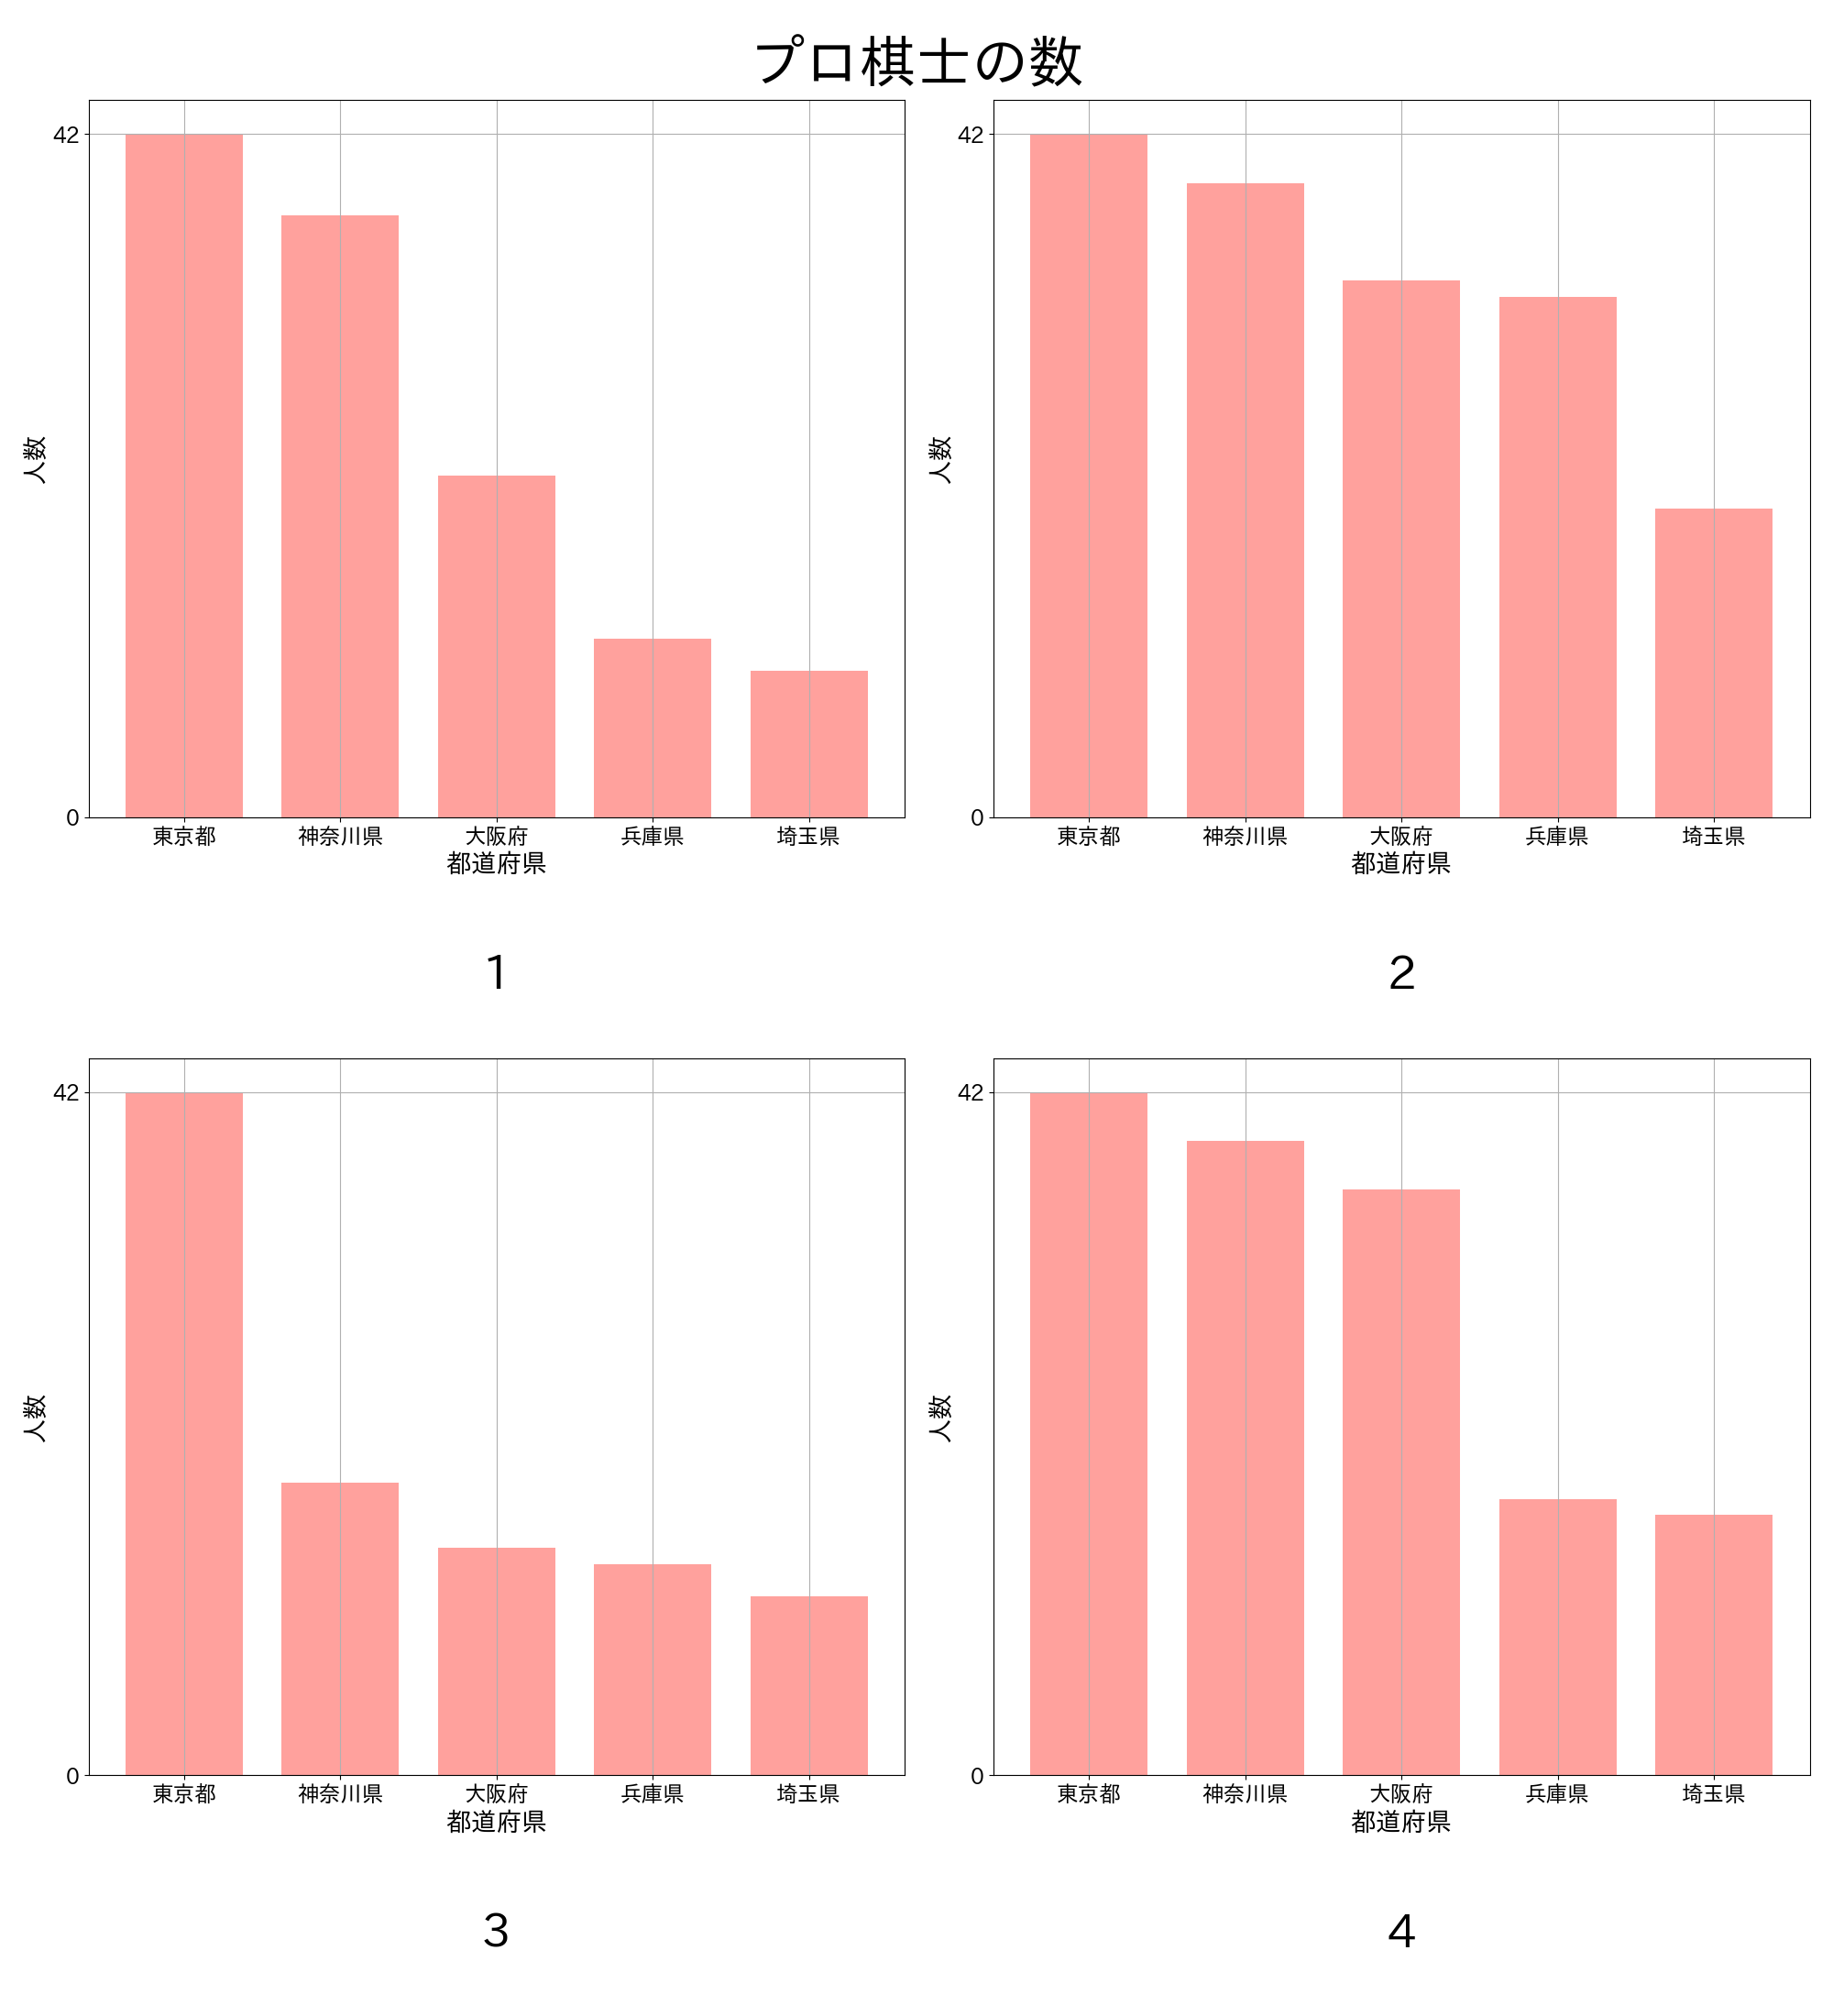 プロ棋士の数
42
0
人数
東京都 神奈川県 大阪府 兵庫県 埼玉県
都道府県
1
42
0
人数
東京都 神奈川県 大阪府 兵庫県 埼玉県
都道府県
2
42
0
人数
東京都 神奈川県 大阪府 兵庫県 埼玉県
都道府県
3
42
0
人数
東京都 神奈川県 大阪府 兵庫県 埼玉県
都道府県
4